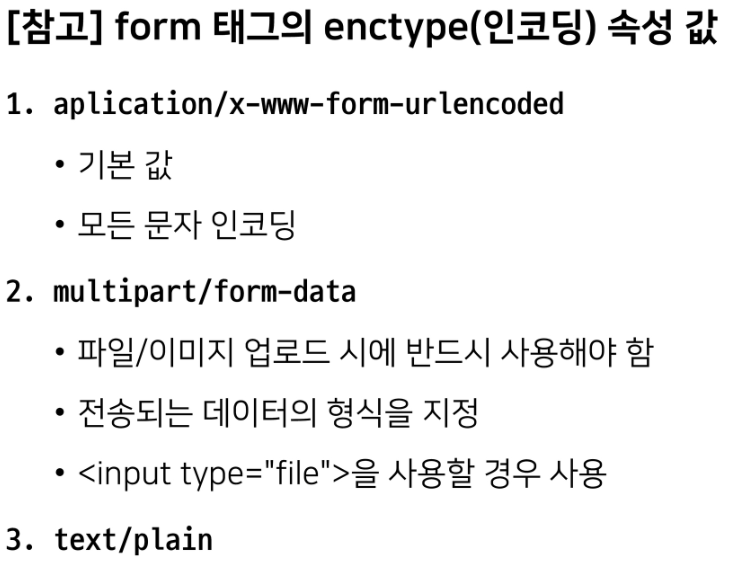 [참고] form 태그의 enctype(인코딩) 속성 값
1. aplication/x-www-form-urlencoded
• 기본 값
• 모든 문자 인코딩
2. multipart/form-data
• 파일/이미지 업로드 시에 반드시 사용해야 함
• 전송되는 데이터의 형식을 지정
• <input type="file">을 사용할 경우 사용
3. text/plain